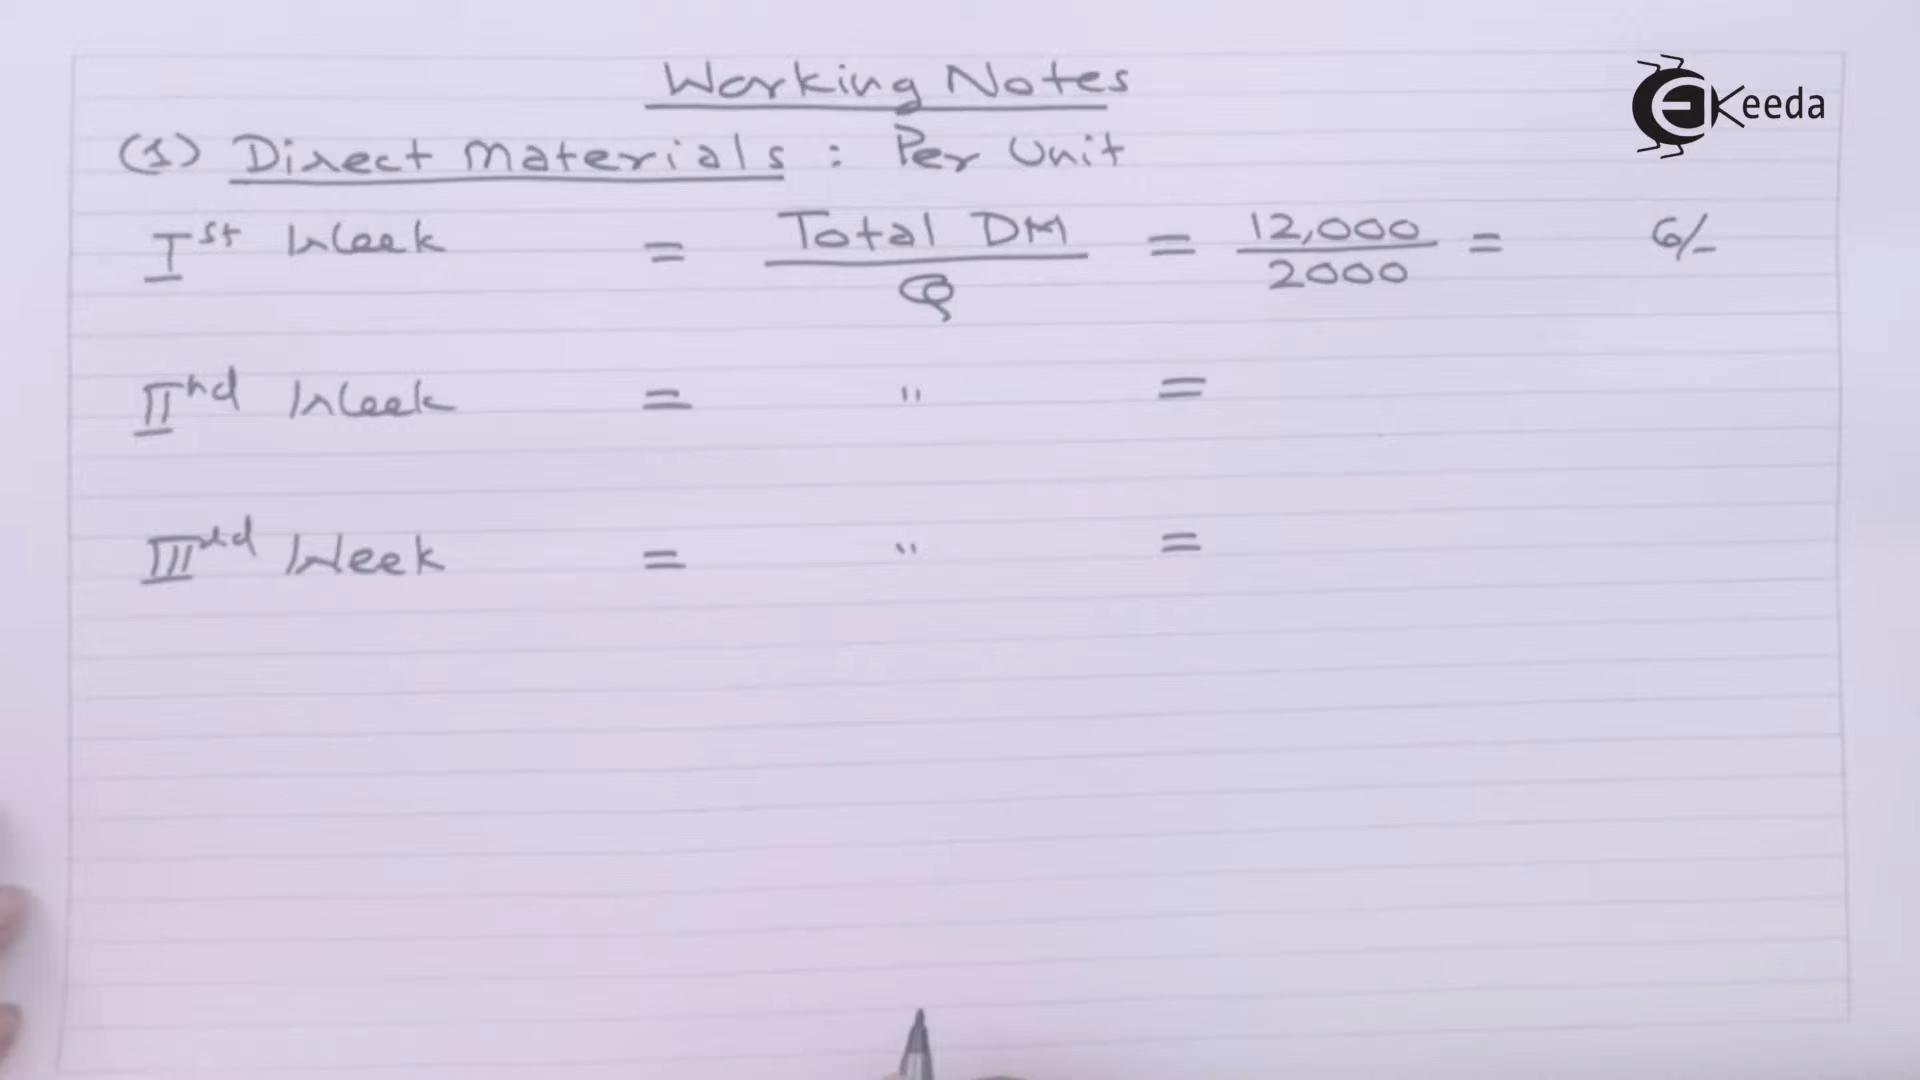 Working Notes
Keeda
(1) Direct Materials : Per Unit
Ist Week = Total DM / Q = 12,000 / 2000 = 6/-
IInd Week = " =
IIIrd Week = " =